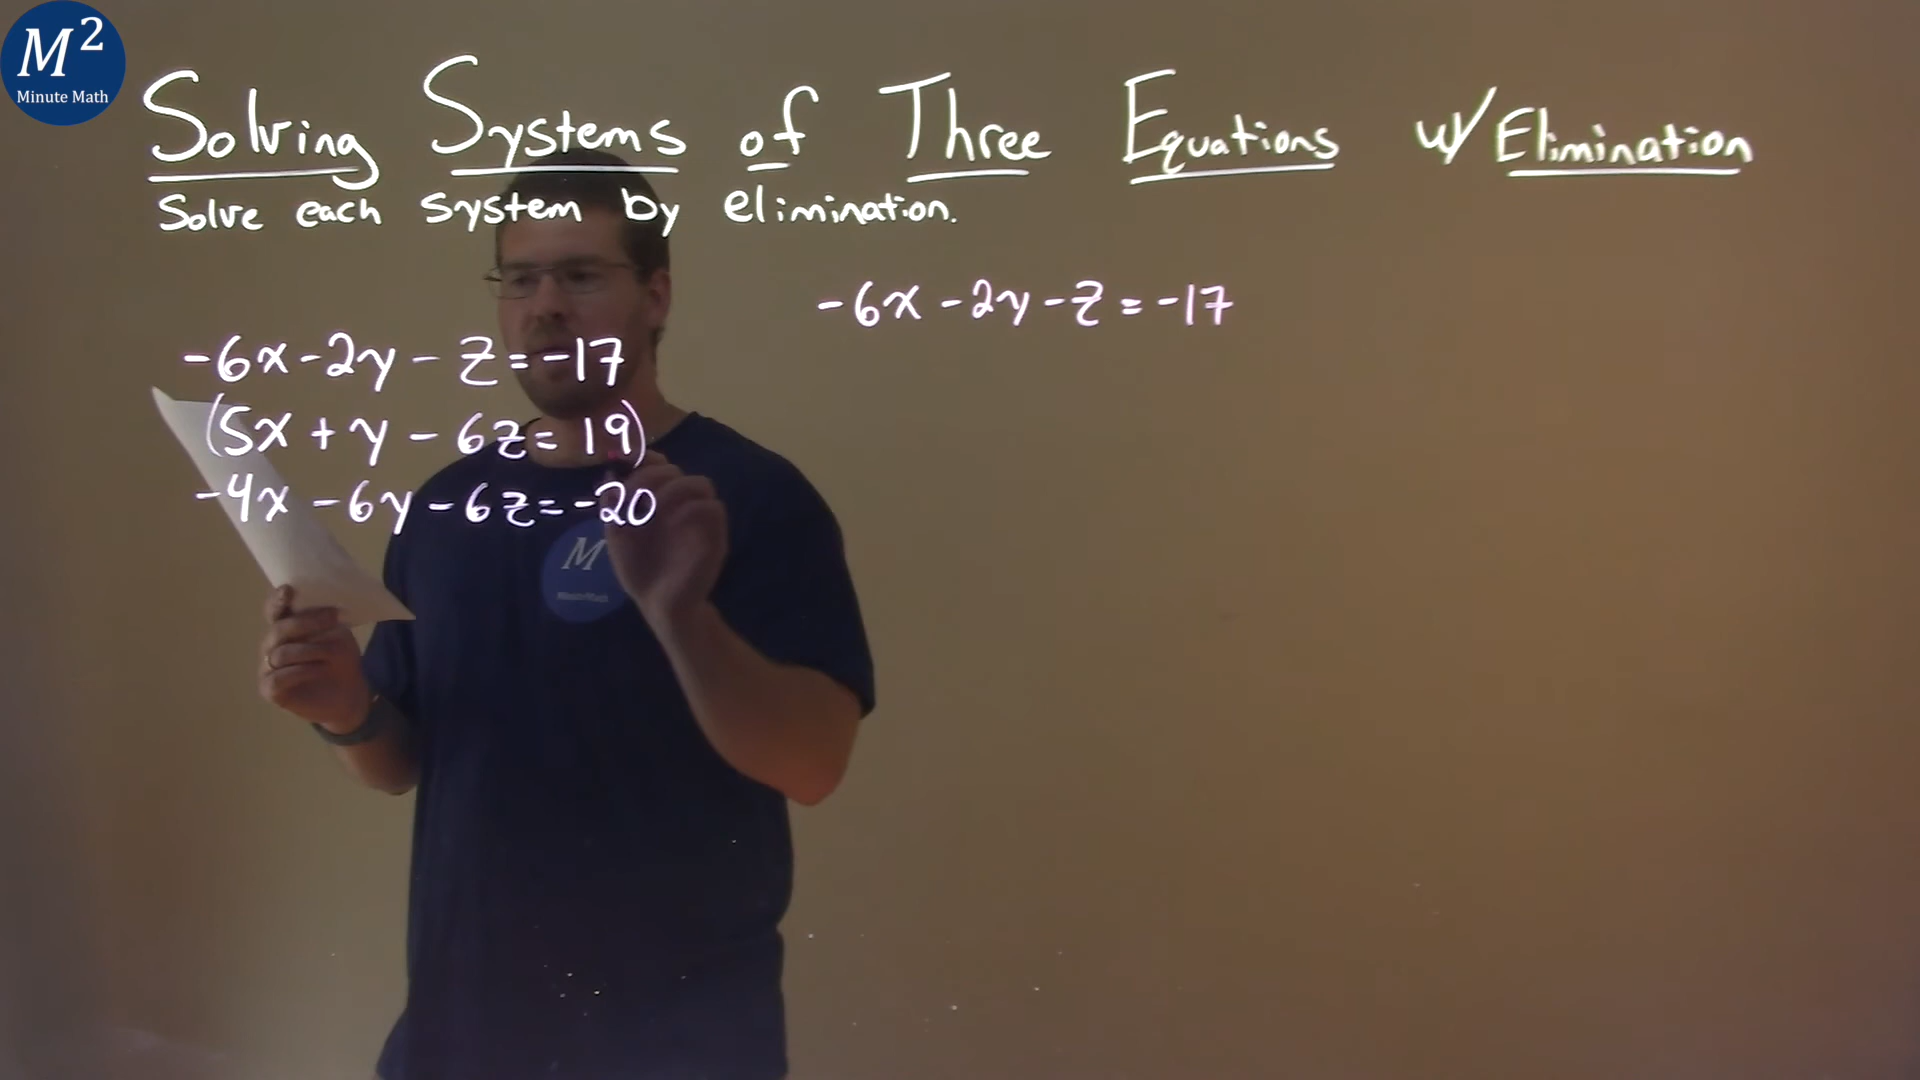 M²
Minute Math
Solving Systems of Three Equations w/ Elimination
Solve each system by elimination.
-6x - 2y - z = -17
-6x - 2y - z = -17
(5x + y - 6z = 19)
-4x - 6y - 6z = -20
M
MinuteMath